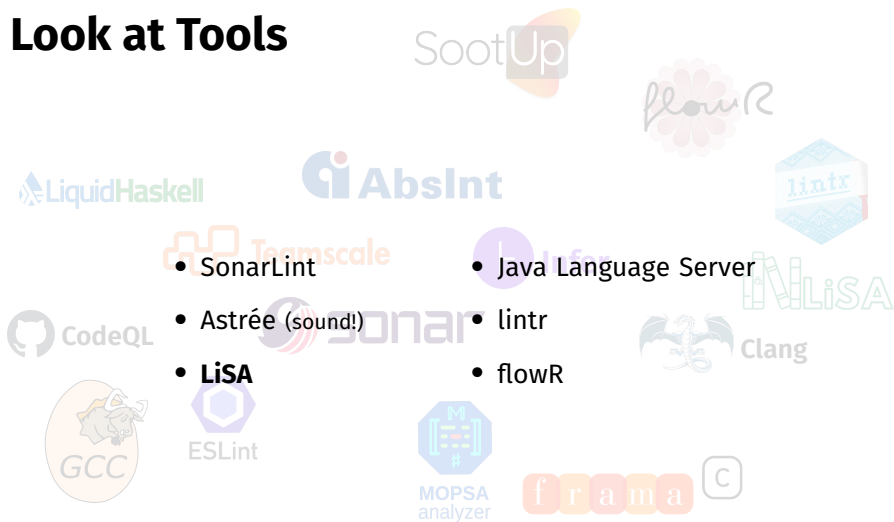 Look at Tools
SootUp
flowR
LiquidHaskell
AbsInt
lintr
Teamscale
Infer
• SonarLint
• Java Language Server
LiSA
• Astrée (sound!)
• lintr
CodeQL
sonar
Clang
• LiSA
• flowR
GCC
ESLint
M
#
MOPSA
analyzer
frama
C